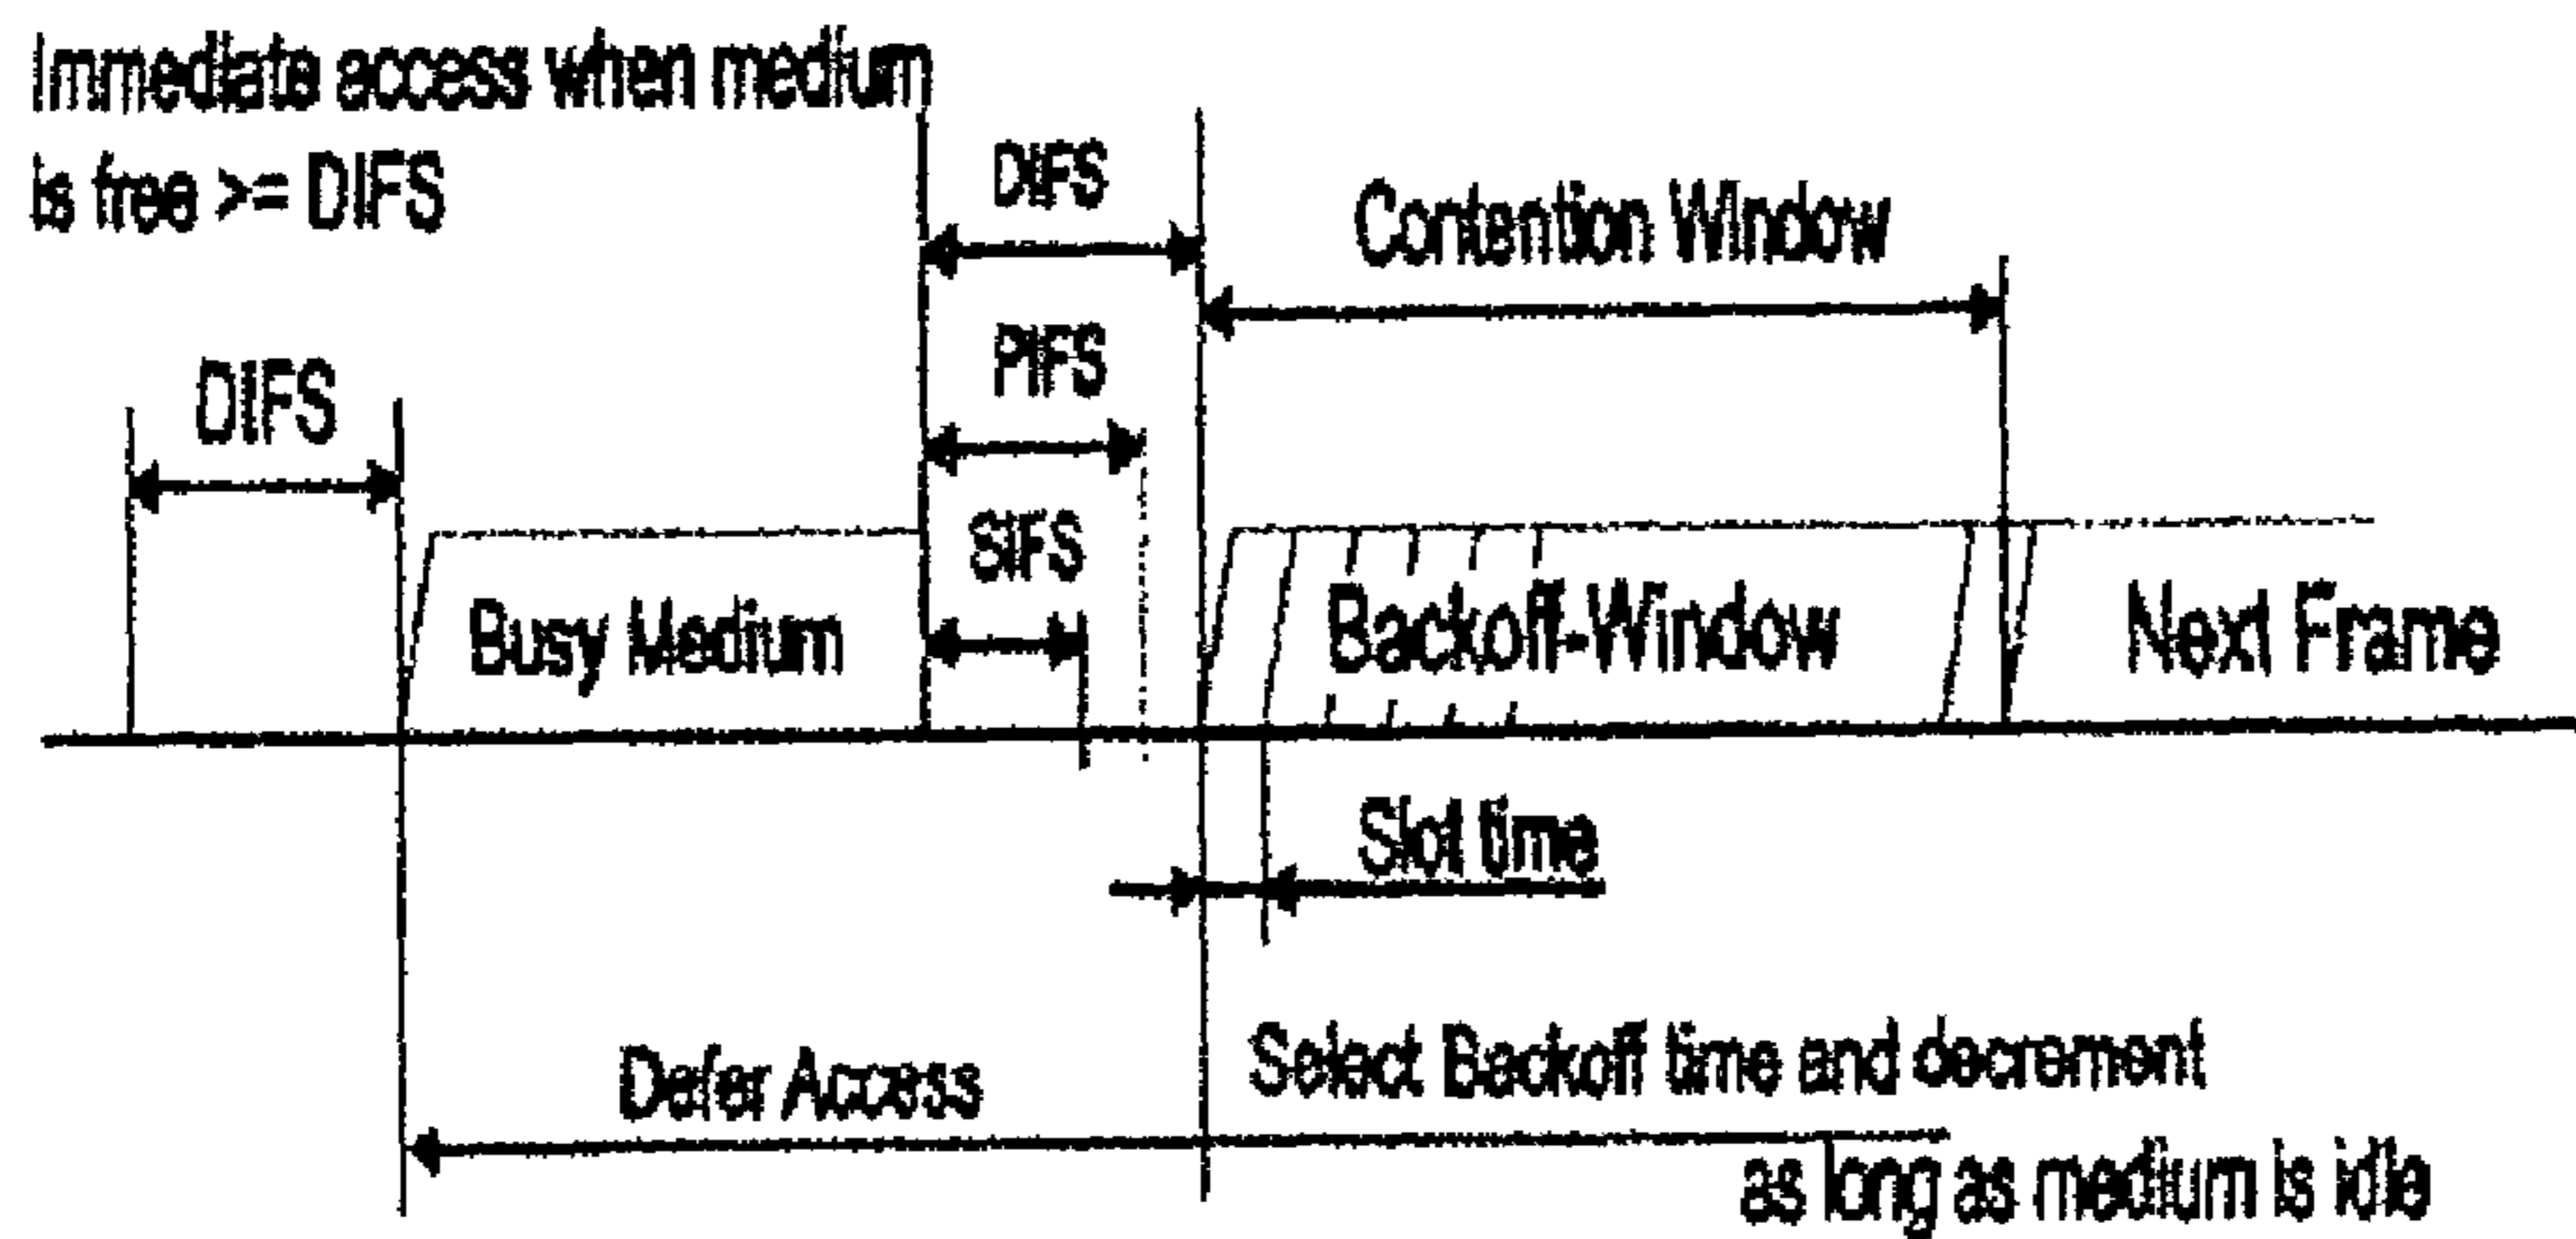 Immediate access when medium
is free >= DIFS
DIFS
DIFS
PIFS
SIFS
Contention Window
Busy Medium
Backoff-Window
Next Frame
Slot time
Defer Access
Select Backoff time and decrement
as long as medium is idle